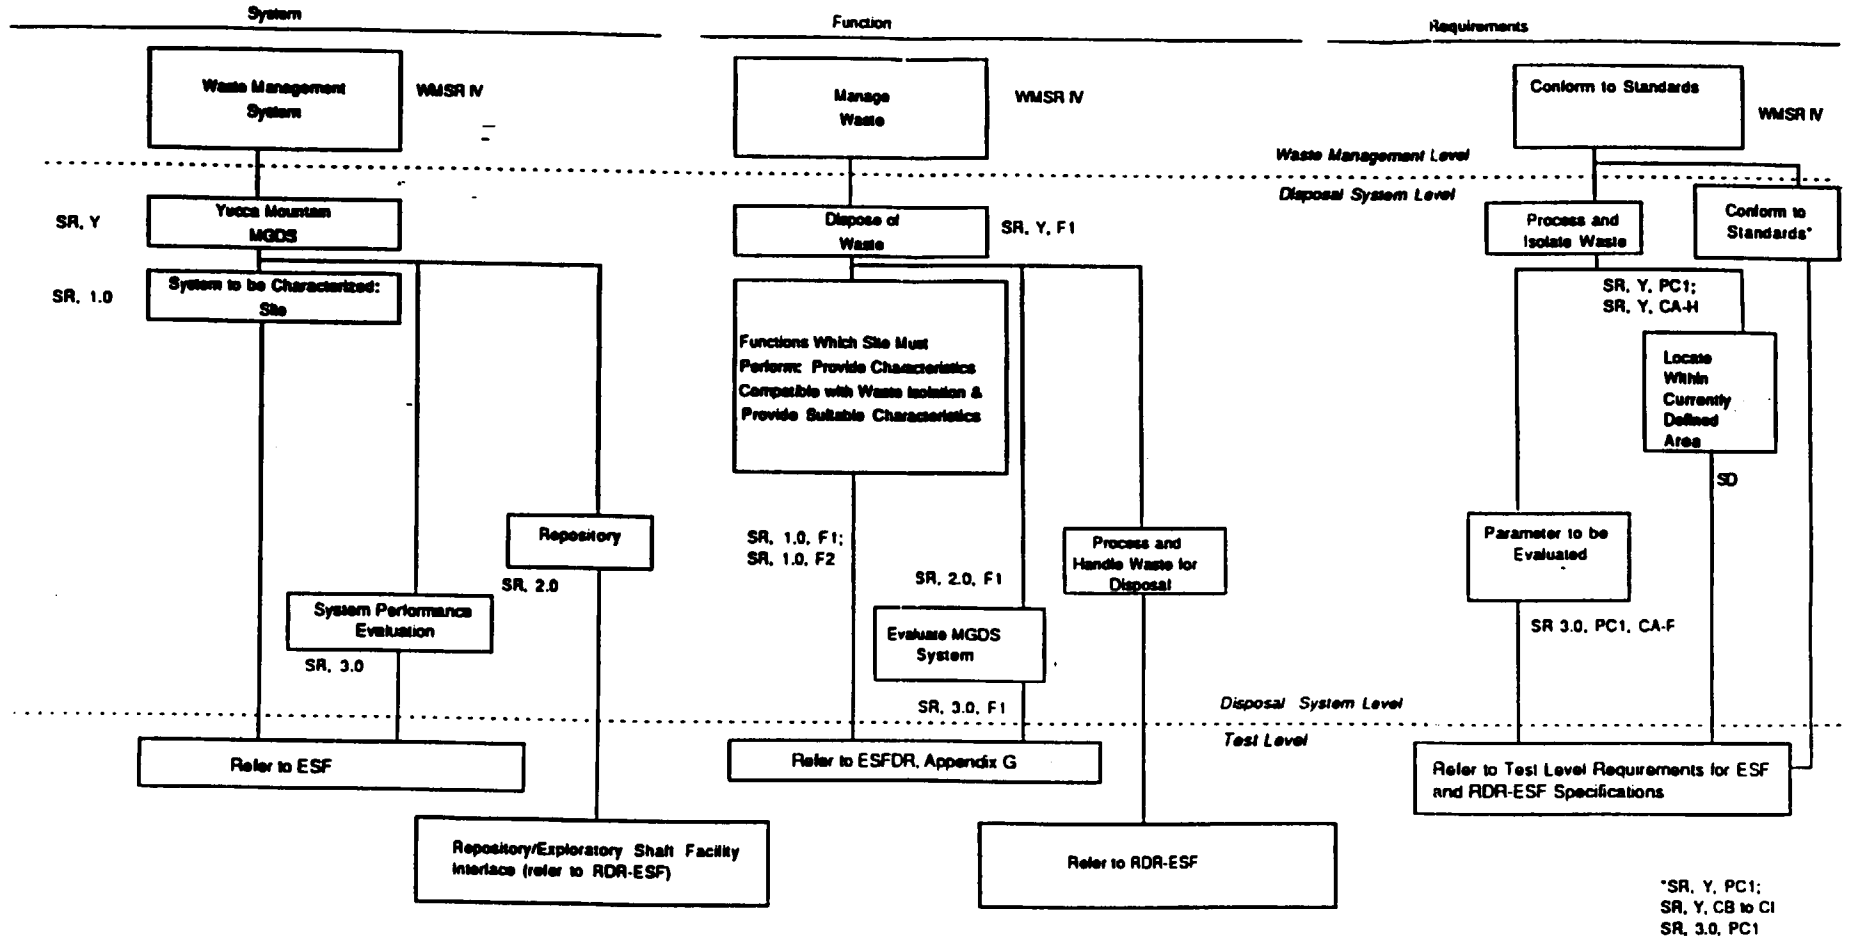 System
Function
Requirements
Waste Management
System
WMSR IV
Manage
Waste
WMSR IV
Conform to Standards
WMSR IV
Waste Management Level
Disposal System Level
SR, Y
Yucca Mountain
MGDS
Dispose of
Waste
SR, Y, F1
Process and
Isolate Waste
Conform to
Standards*
SR, 1.0
System to be Characterized:
Site
SR, Y, PC1;
SR, Y, CA-H
Functions Which Site Must
Perform: Provide Characteristics
Compatible with Waste Isolation &
Provide Suitable Characteristics
Locate
Within
Currently
Defined
Area
SD
Repository
SR, 2.0
SR, 1.0, F1;
SR, 1.0, F2
Process and
Handle Waste for
Disposal
SR, 2.0, F1
Parameter to be
Evaluated
SR 3.0, PC1, CA-F
System Performance
Evaluation
SR, 3.0
Evaluate MGDS
System
SR, 3.0, F1
Disposal System Level
Test Level
Refer to ESF
Refer to ESFDR, Appendix G
Refer to Test Level Requirements for ESF
and RDR-ESF Specifications
Repository/Exploratory Shaft Facility
Interface (refer to RDR-ESF)
Refer to RDR-ESF
*SR, Y, PC1;
SR, Y, CB to CI
SR, 3.0, PC1